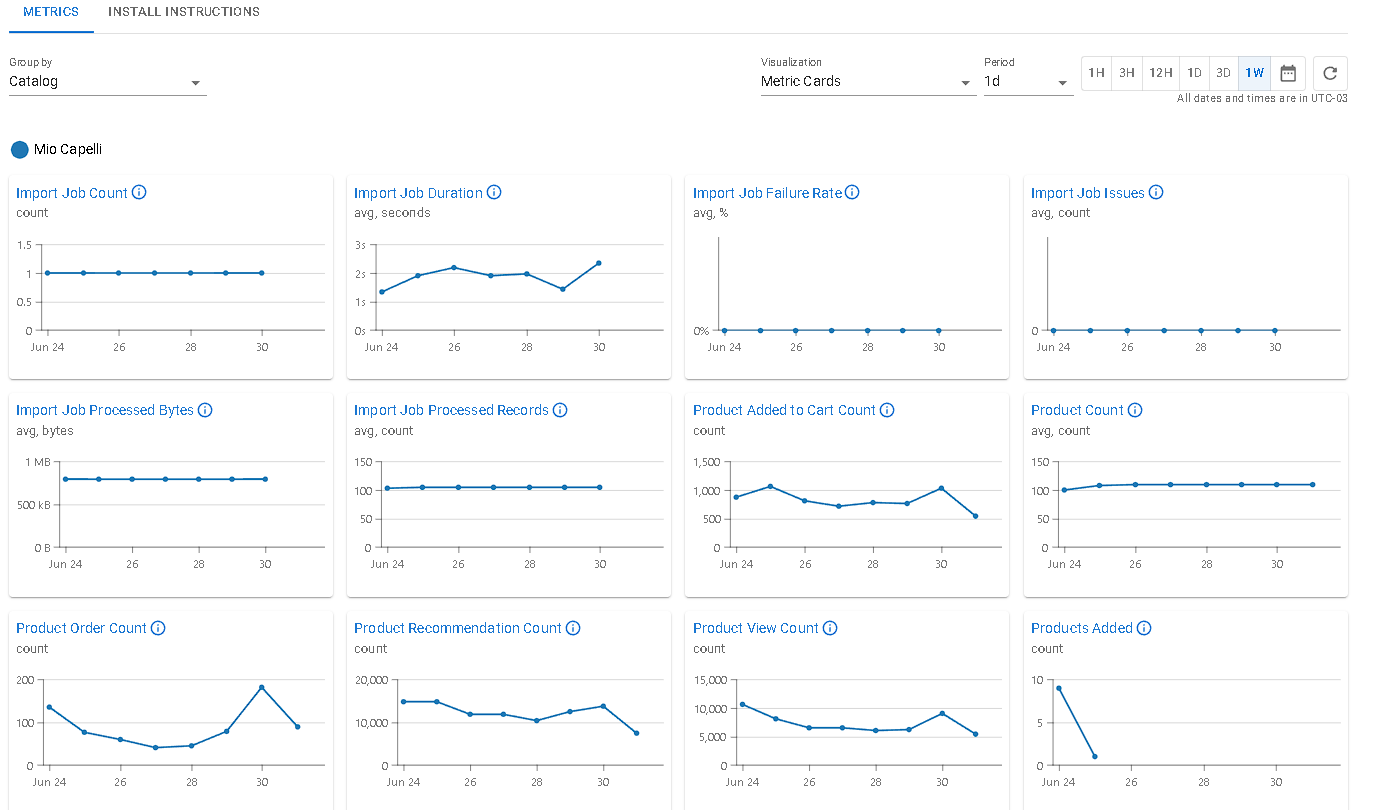 METRICS INSTALL INSTRUCTIONS
Group by Visualization Period
Catalog Metric Cards 1d 1H 3H 12H 1D 3D 1W
All dates and times are in UTC-03
Mio Capelli
Import Job Count Import Job Duration Import Job Failure Rate Import Job Issues
count avg, seconds avg, % avg, count
1.5 3s
1 2s
0.5 1s
0 0s 0% 0
Jun 24 26 28 30 Jun 24 26 28 30 Jun 24 26 28 30 Jun 24 26 28 30
Import Job Processed Bytes Import Job Processed Records Product Added to Cart Count Product Count
avg, bytes avg, count count avg, count
1 MB 150 1,500 150
100 1,000 100
500 kB 50 500 50
0 B 0 0 0
Jun 24 26 28 30 Jun 24 26 28 30 Jun 24 26 28 30 Jun 24 26 28 30
Product Order Count Product Recommendation Count Product View Count Products Added
count count count count
200 20,000 15,000 10
10,000
100 10,000 5
5,000
0 0 0 0
Jun 24 26 28 30 Jun 24 26 28 30 Jun 24 26 28 30 Jun 24 26 28 30